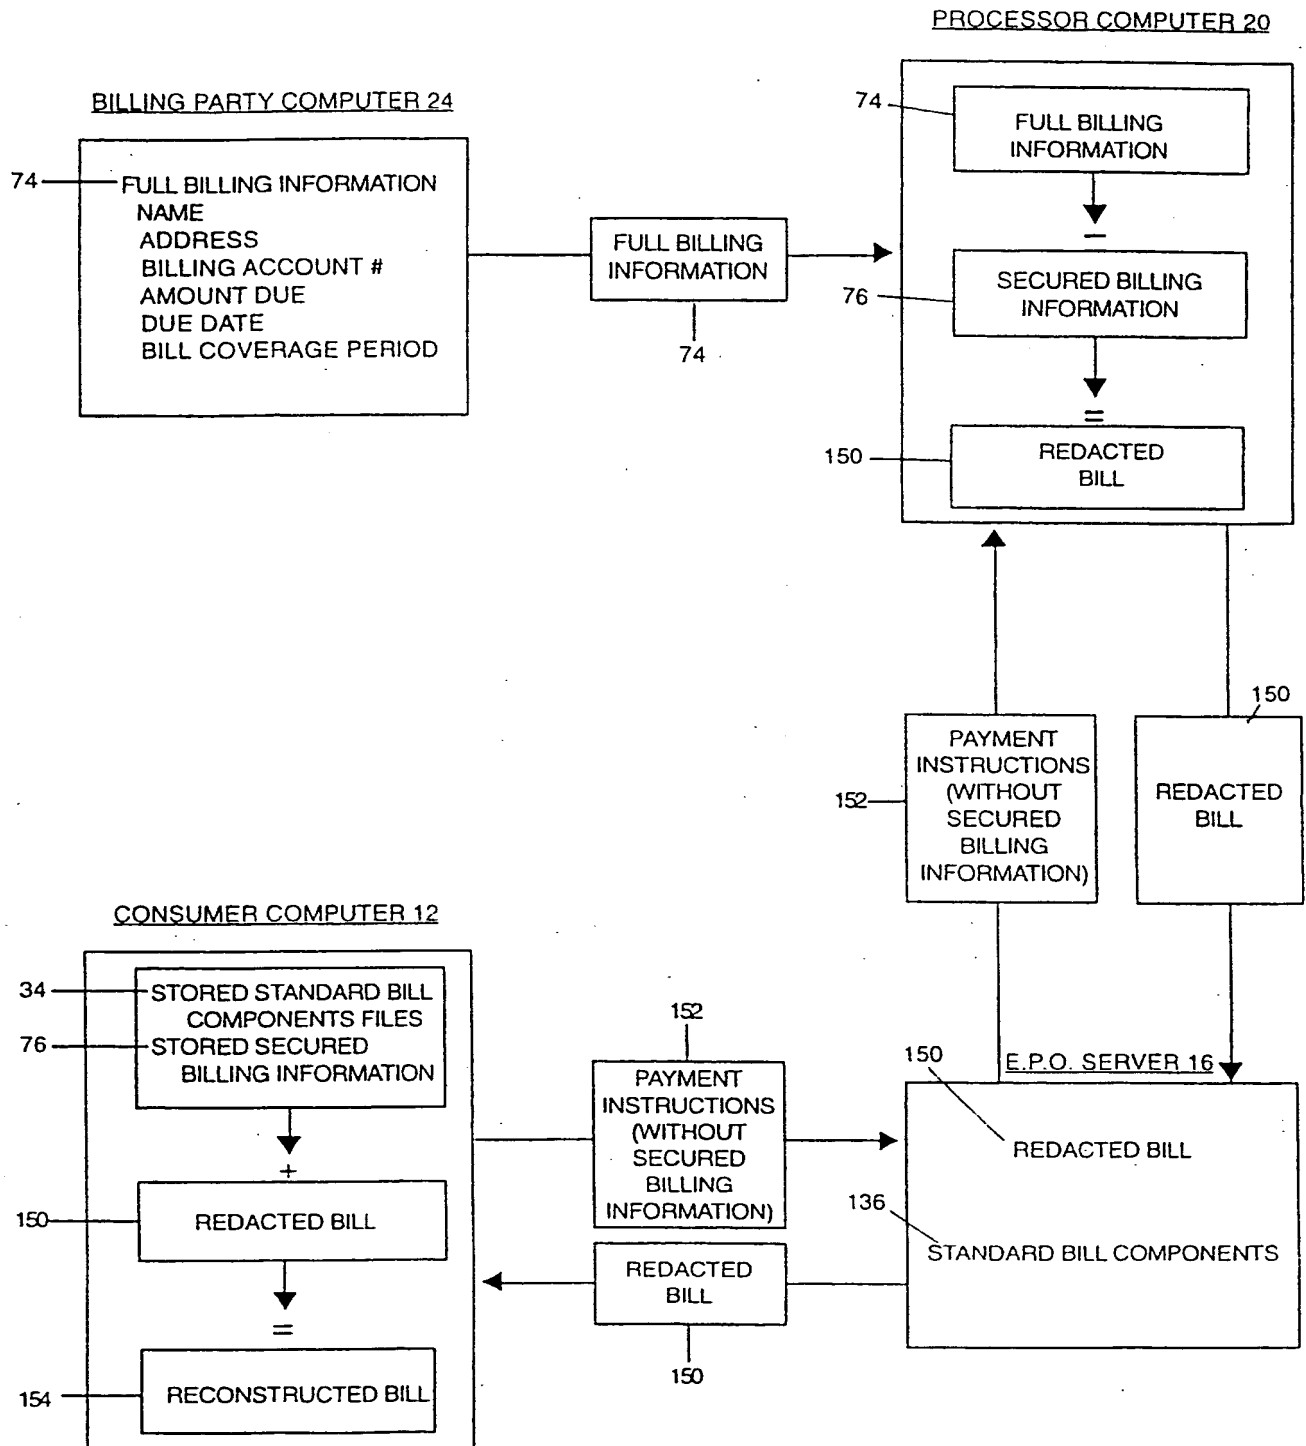 PROCESSOR COMPUTER 20
BILLING PARTY COMPUTER 24
74
FULL BILLING INFORMATION
NAME
ADDRESS
BILLING ACCOUNT #
AMOUNT DUE
DUE DATE
BILL COVERAGE PERIOD
FULL BILLING
INFORMATION
74
74
FULL BILLING
INFORMATION
–
76
SECURED BILLING
INFORMATION
=
150
REDACTED
BILL
152
PAYMENT
INSTRUCTIONS
(WITHOUT
SECURED
BILLING
INFORMATION)
150
REDACTED
BILL
CONSUMER COMPUTER 12
34
STORED STANDARD BILL
COMPONENTS FILES
76
STORED SECURED
BILLING INFORMATION
+
150
REDACTED BILL
=
154
RECONSTRUCTED BILL
152
PAYMENT
INSTRUCTIONS
(WITHOUT
SECURED
BILLING
INFORMATION)
REDACTED
BILL
150
E.P.O. SERVER 16
150
REDACTED BILL
136
STANDARD BILL COMPONENTS